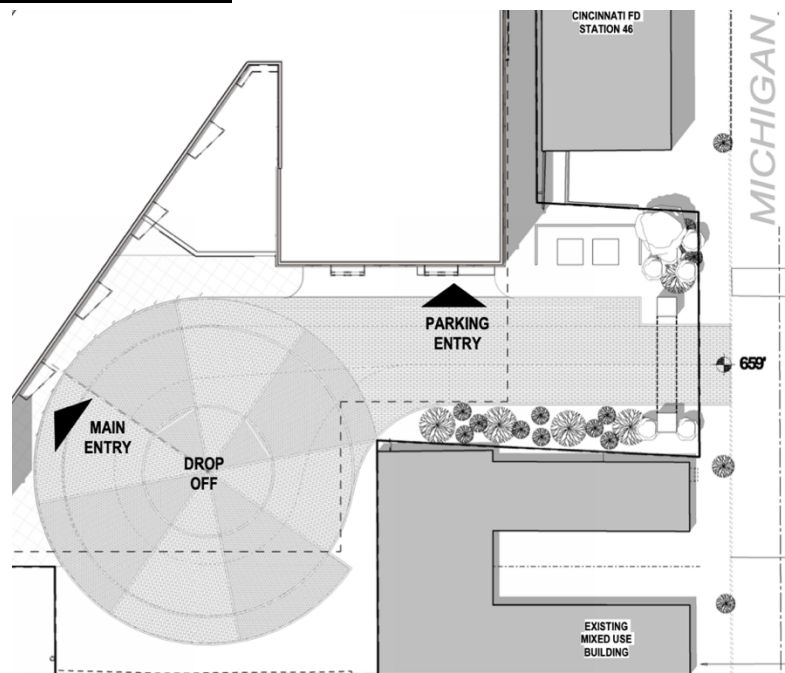 CINCINNATI FD
STATION 46
MICHIGAN
PARKING
ENTRY
659'
MAIN
ENTRY
DROP
OFF
EXISTING
MIXED USE
BUILDING